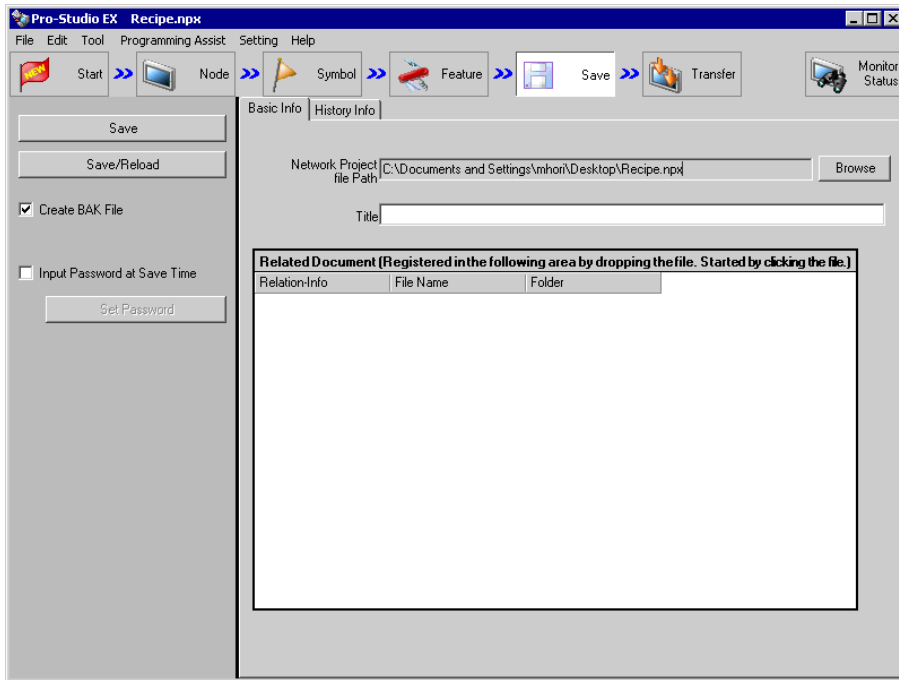 Pro-Studio EX Recipe.npx
File Edit Tool Programming Assist Setting Help
NEW Start Node Symbol Feature Save Transfer Monitor Status
Basic Info History Info
Save
Save/Reload
Create BAK File
Input Password at Save Time
Set Password
Network Project file Path C:\Documents and Settings\mhori\Desktop\Recipe.npx Browse
Title
Related Document (Registered in the following area by dropping the file. Started by clicking the file.)
Relation-Info File Name Folder